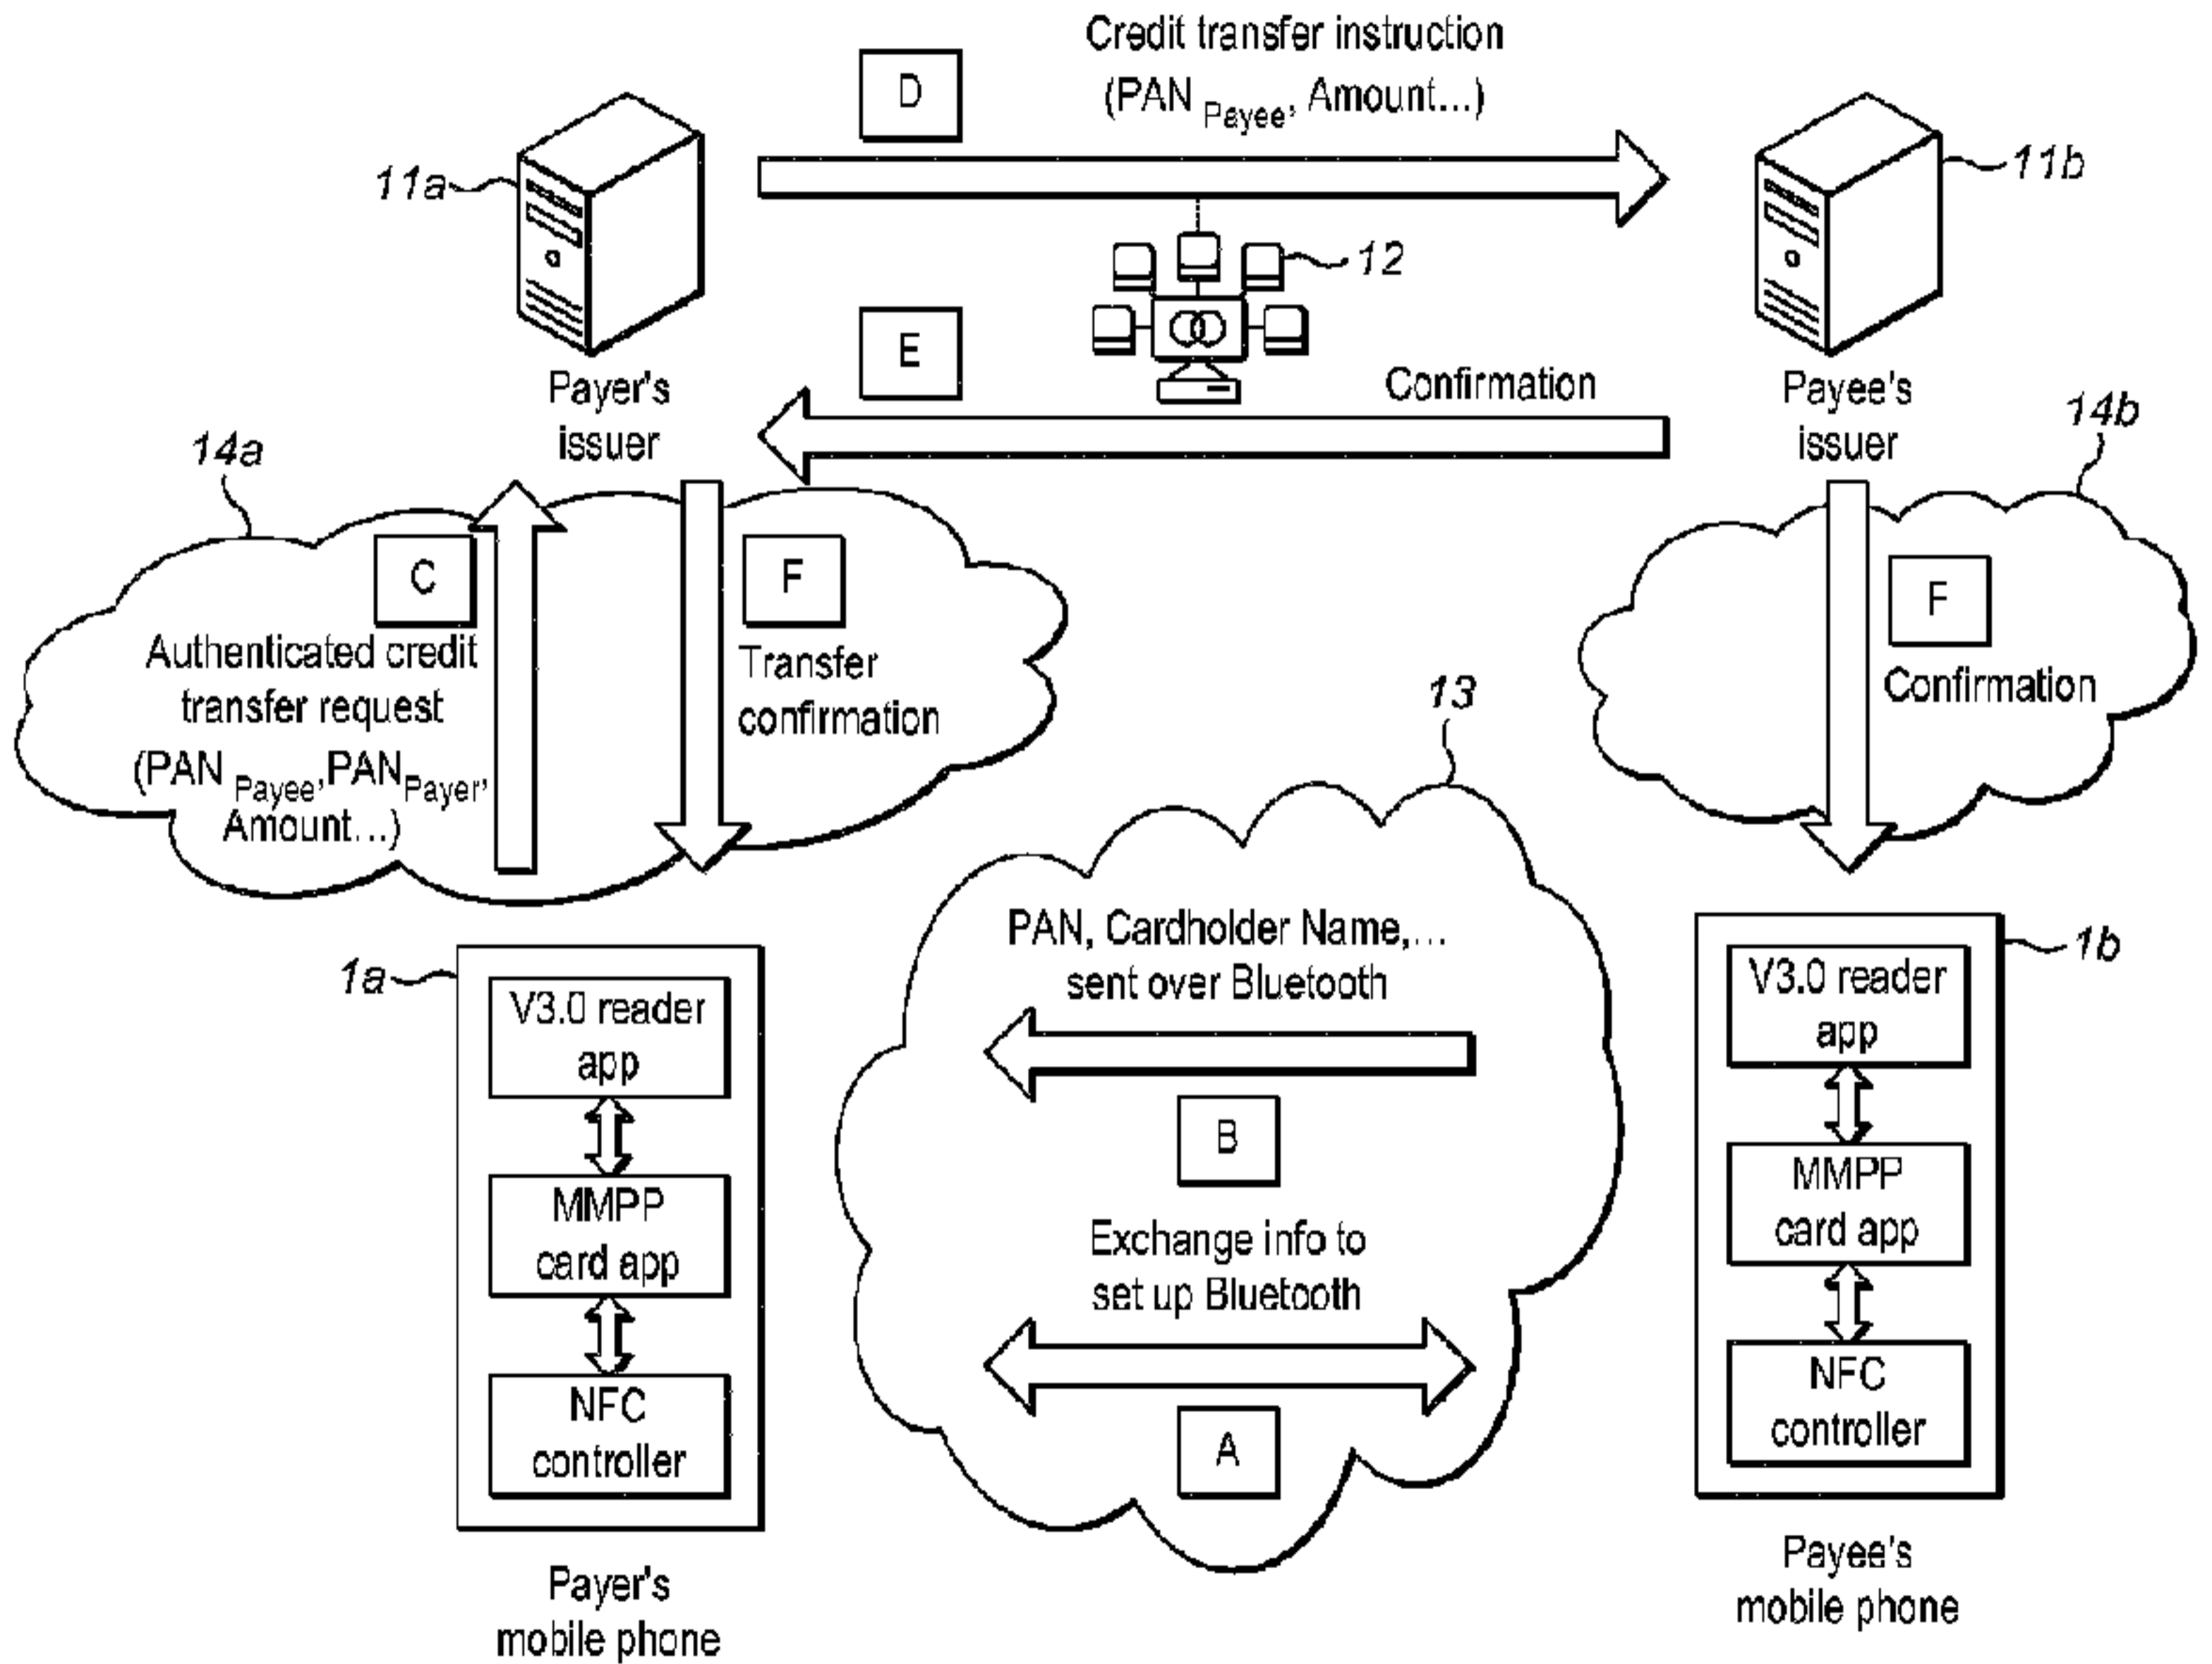 Credit transfer instruction
D
(PAN Payee, Amount...)
11a
11b
12
E
Confirmation
Payer's
issuer
Payee's
issuer
14a
14b
C
F
F
Authenticated credit
transfer request
(PAN Payee,PANPayer,
Amount...)
Transfer
confirmation
Confirmation
13
PAN, Cardholder Name,...
sent over Bluetooth
B
Exchange info to
set up Bluetooth
A
1a
V3.0 reader
app
MMPP
card app
NFC
controller
Payer's
mobile phone
1b
V3.0 reader
app
MMPP
card app
NFC
controller
Payee's
mobile phone